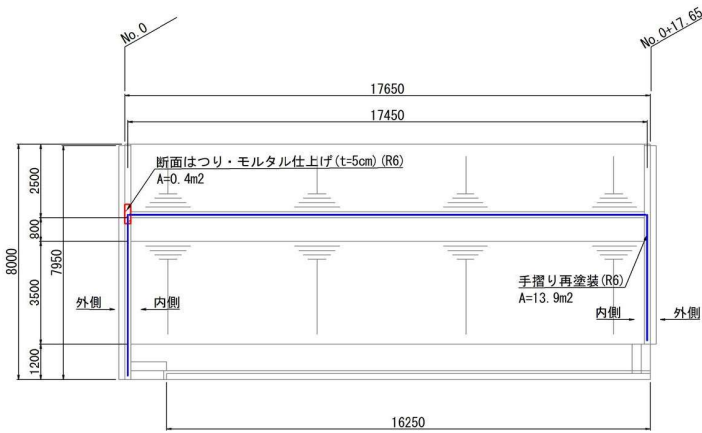 No.0
No.0+17.65
17650
17450
断面はつり・モルタル仕上げ(t=5cm)(R6)
A=0.4m2
2500
800
3500
1200
8000
7950
手摺り再塗装(R6)
A=13.9m2
外側
内側
内側
外側
16250